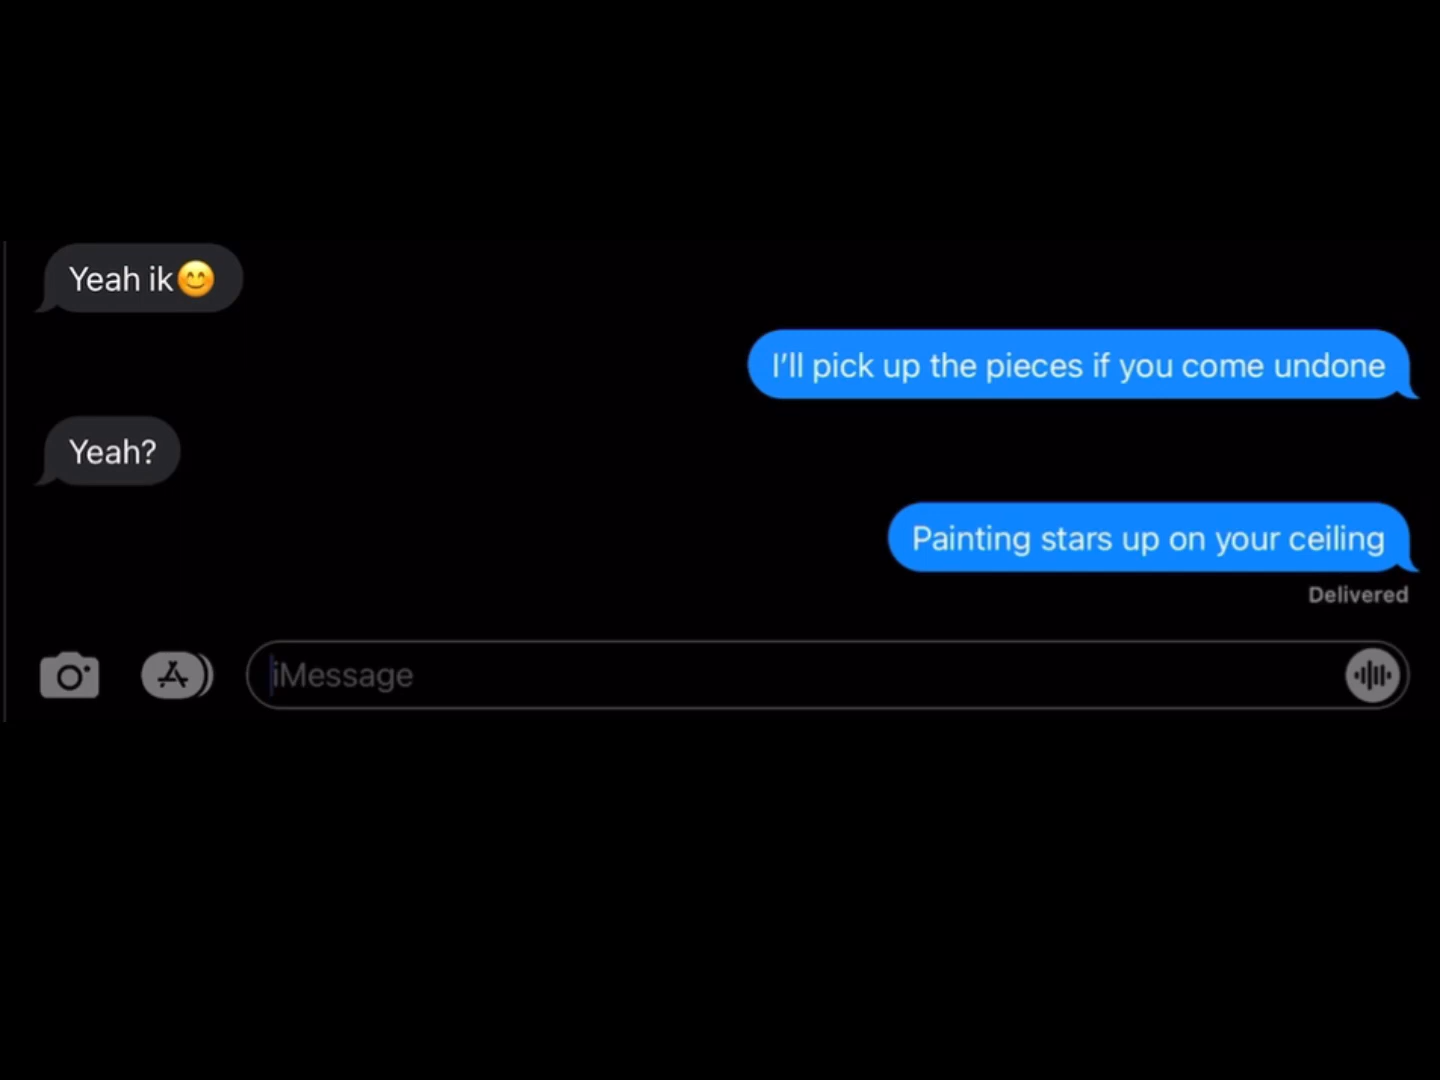 Yeah ik😊
I'll pick up the pieces if you come undone
Yeah?
Painting stars up on your ceiling
Delivered
iMessage